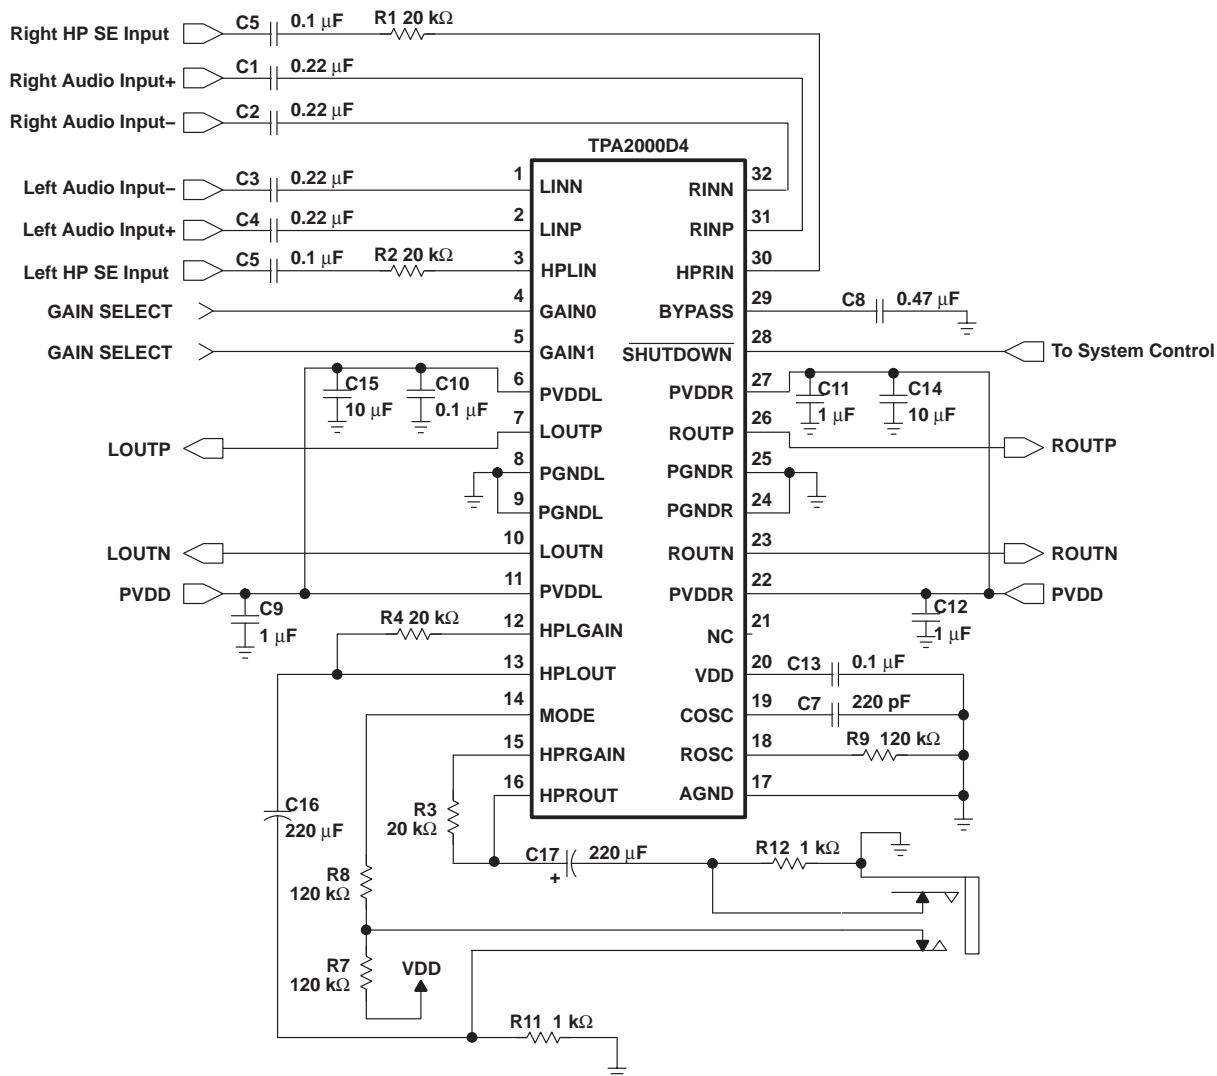 Right HP SE Input C5 0.1 μF R1 20 kΩ
Right Audio Input+ C1 0.22 μF
Right Audio Input– C2 0.22 μF
TPA2000D4
Left Audio Input– C3 0.22 μF 1 LINN RINN 32
Left Audio Input+ C4 0.22 μF 2 LINP RINP 31
Left HP SE Input C5 0.1 μF R2 20 kΩ 3 HPLIN HPRIN 30
GAIN SELECT 4 GAIN0 BYPASS 29 C8 0.47 μF
GAIN SELECT 5 GAIN1 SHUTDOWN 28 To System Control
C15 10 μF C10 0.1 μF 6 PVDDL PVDDR 27 C11 1 μF C14 10 μF
LOUTP 7 LOUTP ROUTP 26 ROUTP
8 PGNDL PGNDR 25
9 PGNDL PGNDR 24
LOUTN 10 LOUTN ROUTN 23 ROUTN
PVDD 11 PVDDL PVDDR 22 PVDD
C9 1 μF C12 1 μF
R4 20 kΩ 12 HPLGAIN NC 21
13 HPLOUT VDD 20 C13 0.1 μF
14 MODE COSC 19 C7 220 pF
15 HPRGAIN ROSC 18 R9 120 kΩ
16 HPROUT AGND 17
C16 220 μF
R3 20 kΩ
C17 + 220 μF R12 1 kΩ
R8 120 kΩ
R7 120 kΩ VDD
R11 1 kΩ